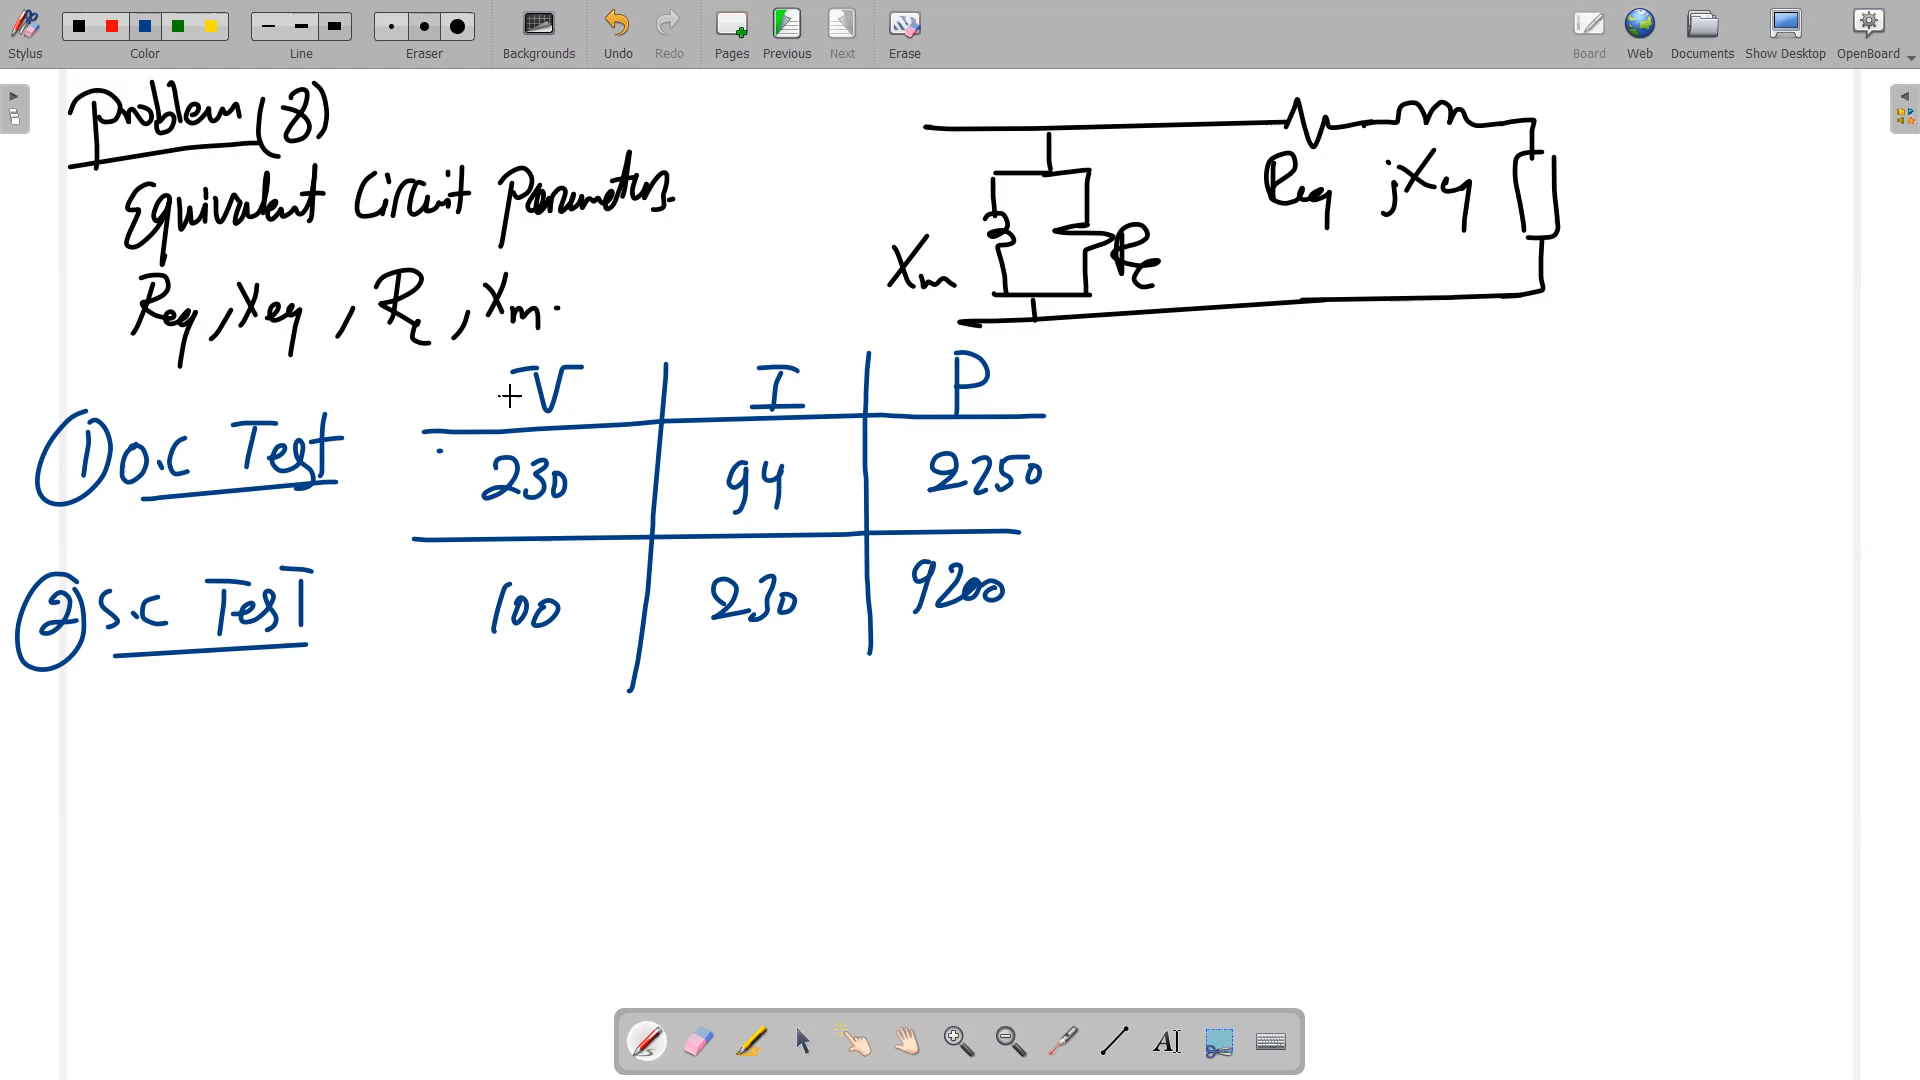 Stylus Color Line Eraser Backgrounds Undo Redo Pages Previous Next Erase Board Web Documents Show Desktop OpenBoard
Problem (8)
Equivalent Circuit Parameters.
Req, Xeq, Rc, Xm.
Req jXeq
Xm Rc
V I P
1 O.C Test 230 94 2250
2 S.C Test 100 230 9200